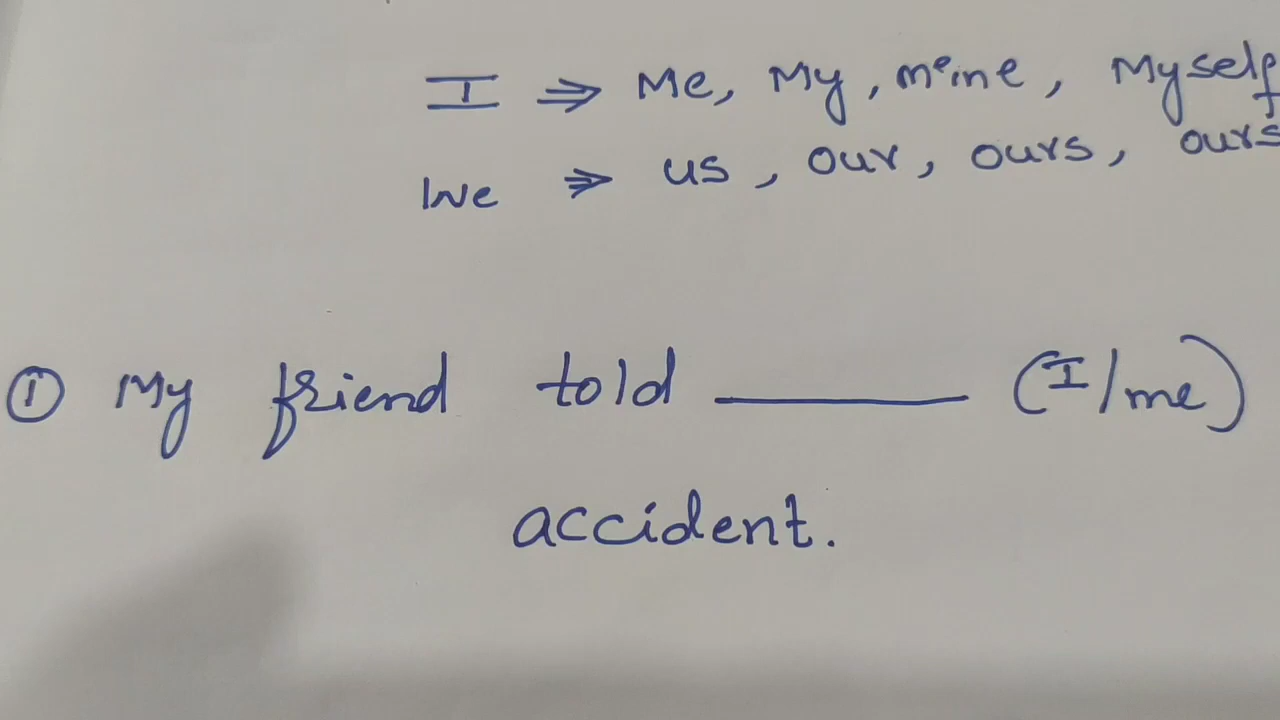 I ⇒ Me, My, mine, Myself
We ⇒ us, our, ours, ours
① My friend told ______ (I/me)
accident.